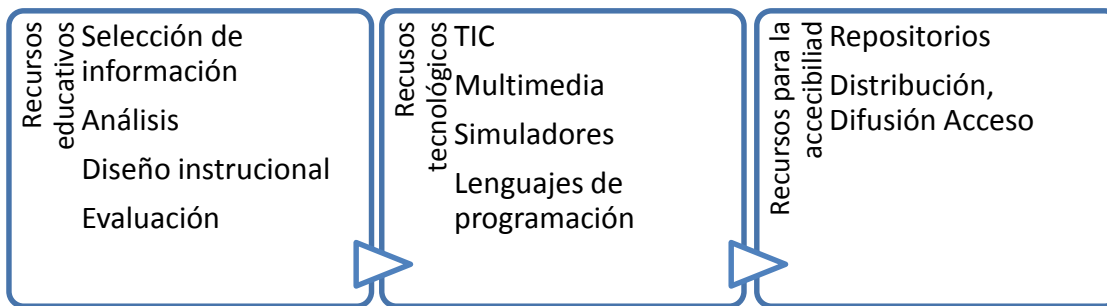 Recursos
educativos
Selección de
información
Análisis
Diseño instrucional
Evaluación
Recusos
tecnológicos
TIC
Multimedia
Simuladores
Lenguajes de
programación
Recursos para la
accecibiliad
Repositorios
Distribución,
Difusión Acceso